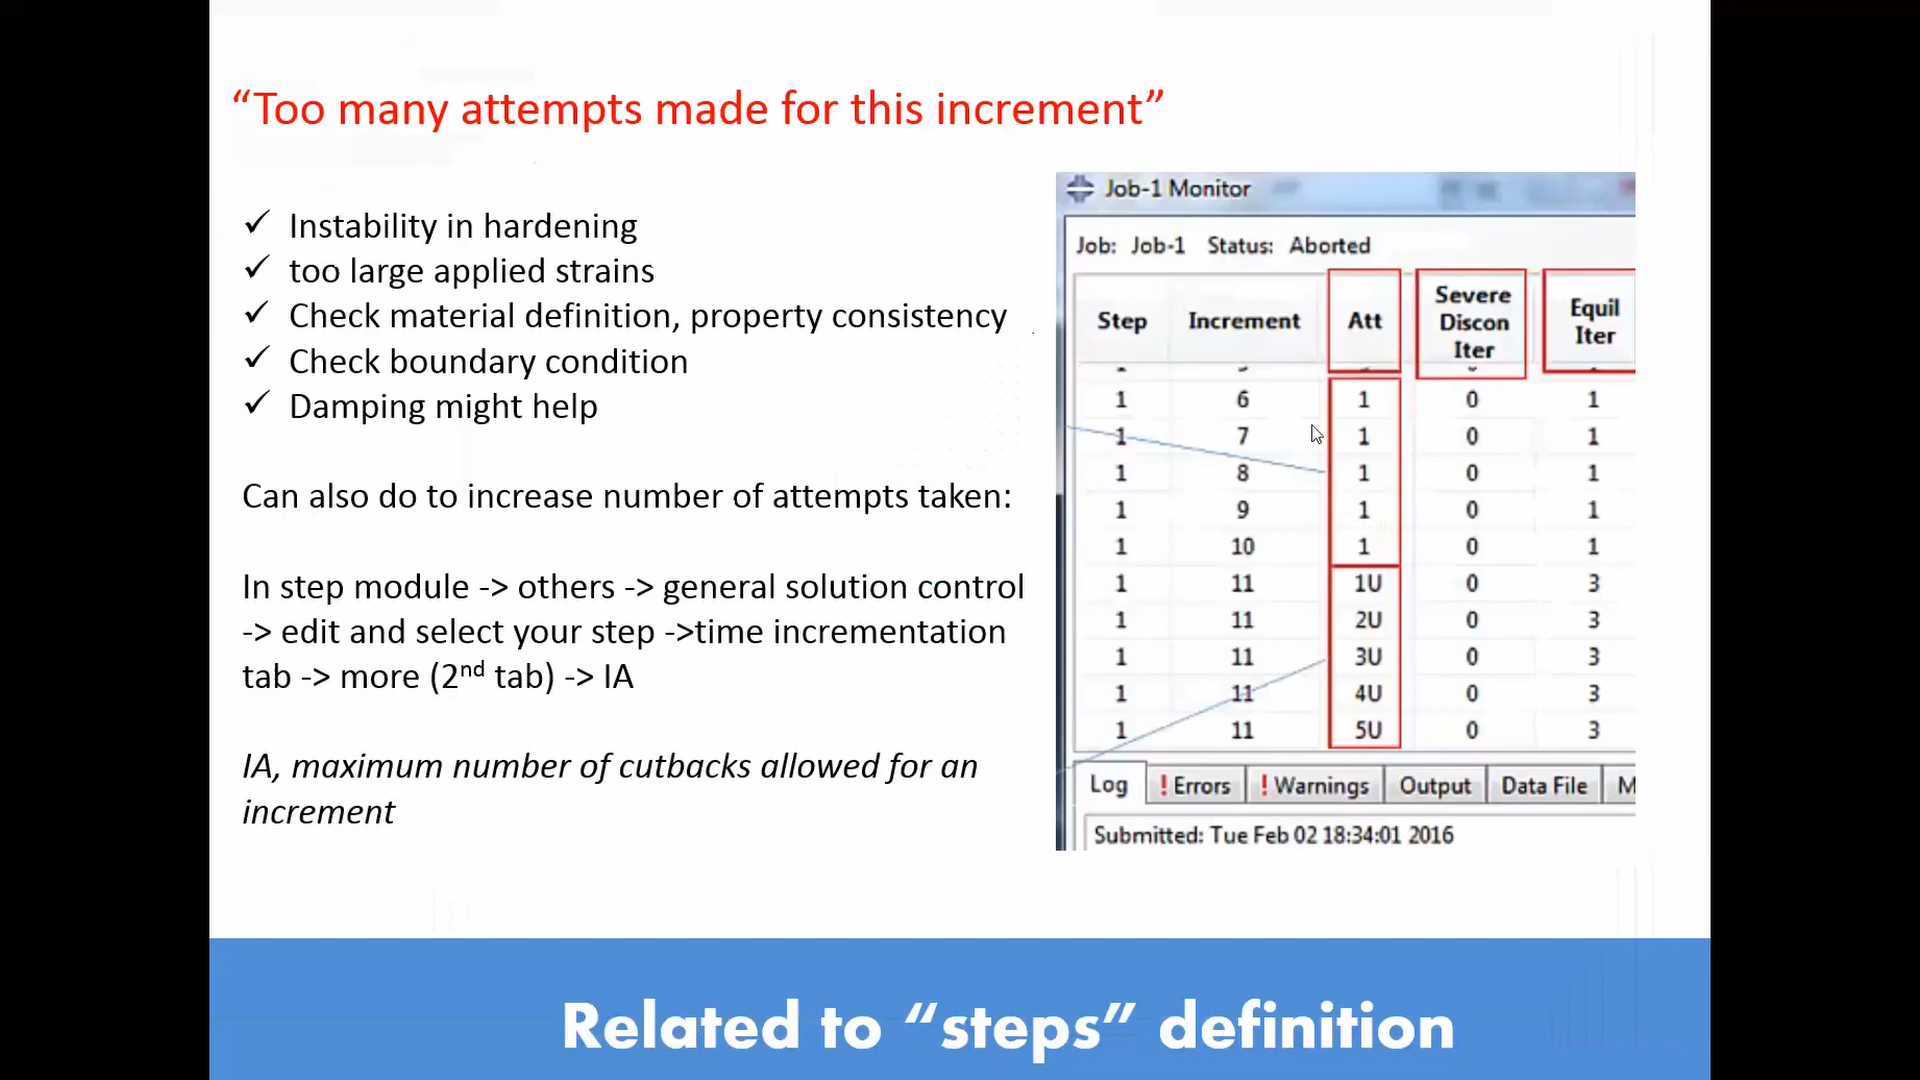 “Too many attempts made for this increment”
✓ Instability in hardening
✓ too large applied strains
✓ Check material definition, property consistency
✓ Check boundary condition
✓ Damping might help
Can also do to increase number of attempts taken:
In step module -> others -> general solution control
-> edit and select your step ->time incrementation
tab -> more (2nd tab) -> IA
IA, maximum number of cutbacks allowed for an
increment
Job-1 Monitor
Job: Job-1 Status: Aborted
Step Increment Att Severe Discon Iter Equil Iter
1 6 1 0 1
1 7 1 0 1
1 8 1 0 1
1 9 1 0 1
1 10 1 0 1
1 11 1U 0 3
1 11 2U 0 3
1 11 3U 0 3
1 11 4U 0 3
1 11 5U 0 3
Log ! Errors ! Warnings Output Data File M
Submitted: Tue Feb 02 18:34:01 2016
Related to “steps” definition